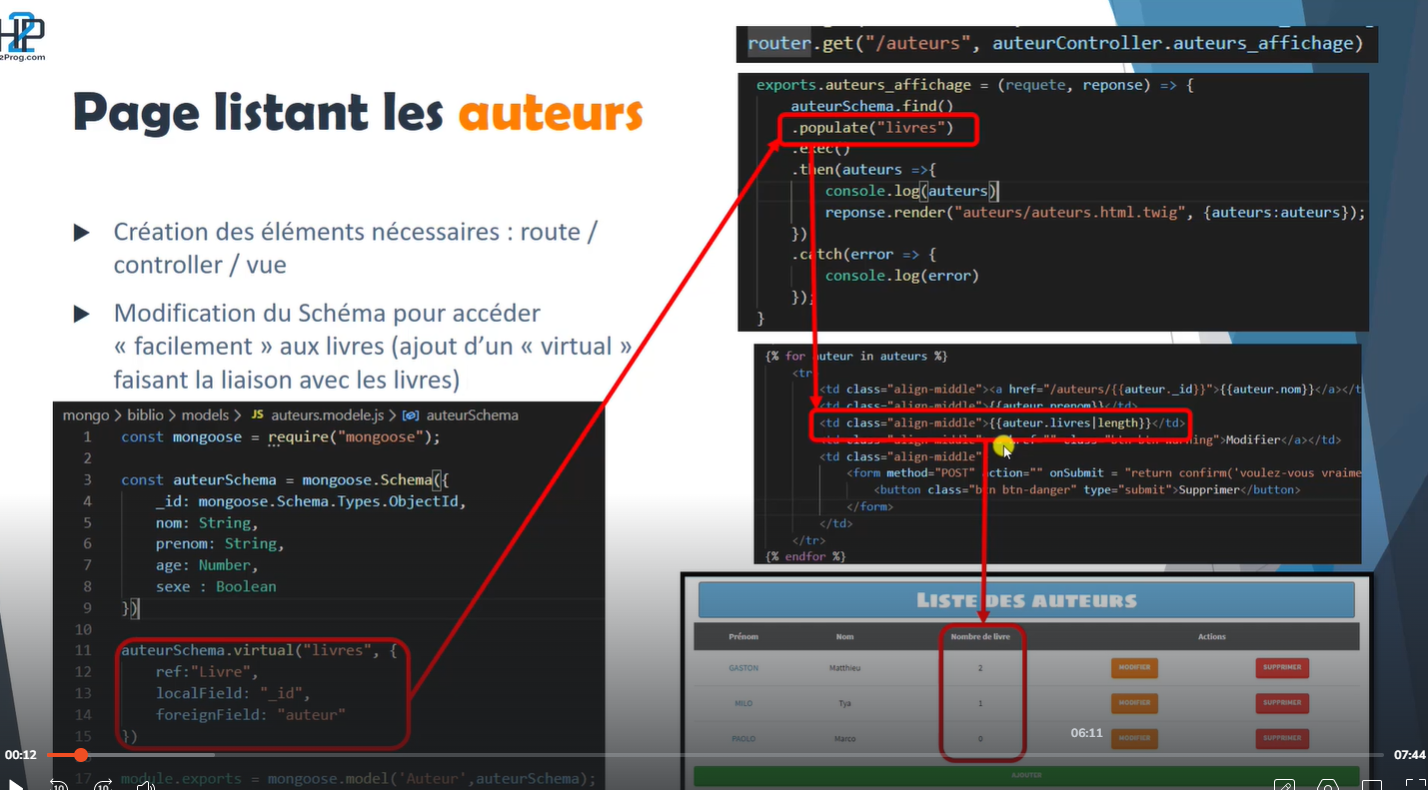 H2P
2Prog.com
Page listant les auteurs
Création des éléments nécessaires : route /
controller / vue
Modification du Schéma pour accéder
« facilement » aux livres (ajout d'un « virtual »
faisant la liaison avec les livres)
mongo > biblio > models > JS auteurs.modele.js > auteurSchema
1 const mongoose = require("mongoose");
2
3 const auteurSchema = mongoose.Schema({
4 _id: mongoose.Schema.Types.ObjectId,
5 nom: String,
6 prenom: String,
7 age: Number,
8 sexe : Boolean
9 })
10
11 auteurSchema.virtual("livres", {
12 ref:"Livre",
13 localField: "_id",
14 foreignField: "auteur"
15 })
17 module.exports = mongoose.model('Auteur',auteurSchema);
router.get("/auteurs", auteurController.auteurs_affichage)
exports.auteurs_affichage = (requete, reponse) => {
auteurSchema.find()
.populate("livres")
.exec()
.then(auteurs =>{
console.log(auteurs)
reponse.render("auteurs/auteurs.html.twig", {auteurs:auteurs});
})
.catch(error => {
console.log(error)
});
}
{% for auteur in auteurs %}
<tr>
<td class="align-middle"><a href="/auteurs/{{auteur._id}}">{{auteur.nom}}</a></t
<td class="align-middle">{{auteur.prenom}}</td>
<td class="align-middle">{{auteur.livres|length}}</td>
<td class="align-middle"> href="" class="btn btn-warning">Modifier</a></td>
<td class="align-middle"
<form method="POST" action="" onSubmit = "return confirm('voulez-vous vraime
<button class="btn btn-danger" type="submit">Supprimer</button>
</form>
</td>
</tr>
{% endfor %}
LISTE DES AUTEURS
Prénom Nom Nombre de livre Actions
GASTON Matthieu 2 MODIFIER SUPPRIMER
MILO Tya 1 MODIFIER SUPPRIMER
PAOLO Marco 0 MODIFIER SUPPRIMER
AJOUTER
00:12
06:11
07:44
10
10